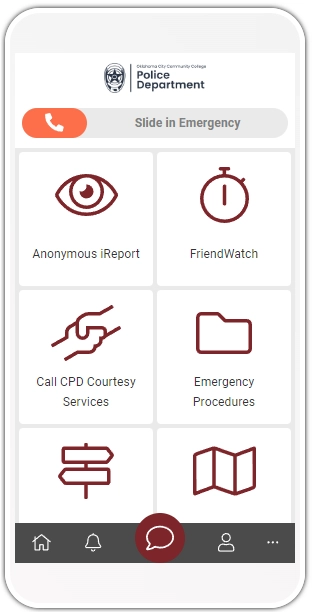 Oklahoma City Community College
Police
Department
Slide in Emergency
Anonymous iReport
FriendWatch
Call CPD Courtesy
Services
Emergency
Procedures